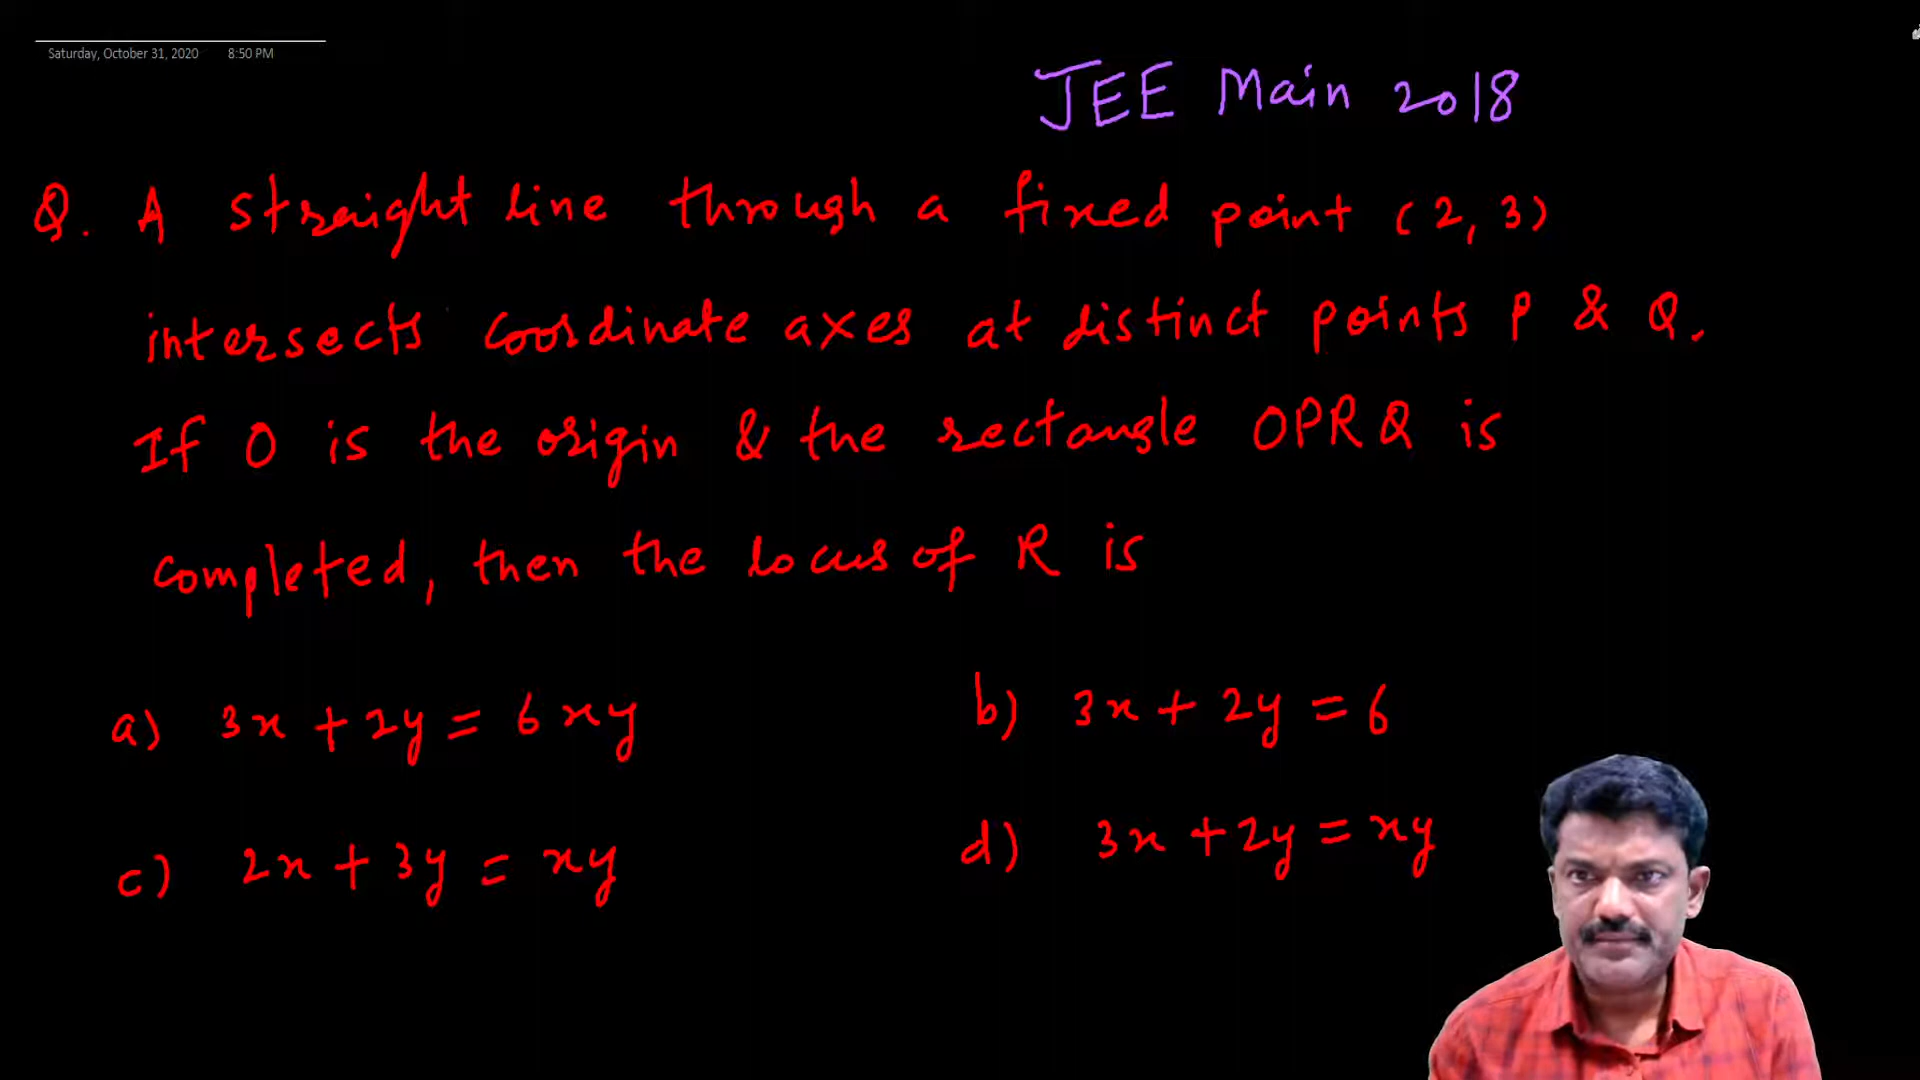 Saturday, October 31, 2020 8:50 PM
JEE Main 2018
Q. A straight line through a fixed point (2, 3)
intersects coordinate axes at distinct points P & Q.
If O is the origin & the rectangle OPRQ is
completed, then the locus of R is
a) 3x + 2y = 6xy b) 3x + 2y = 6
c) 2x + 3y = xy d) 3x + 2y = xy